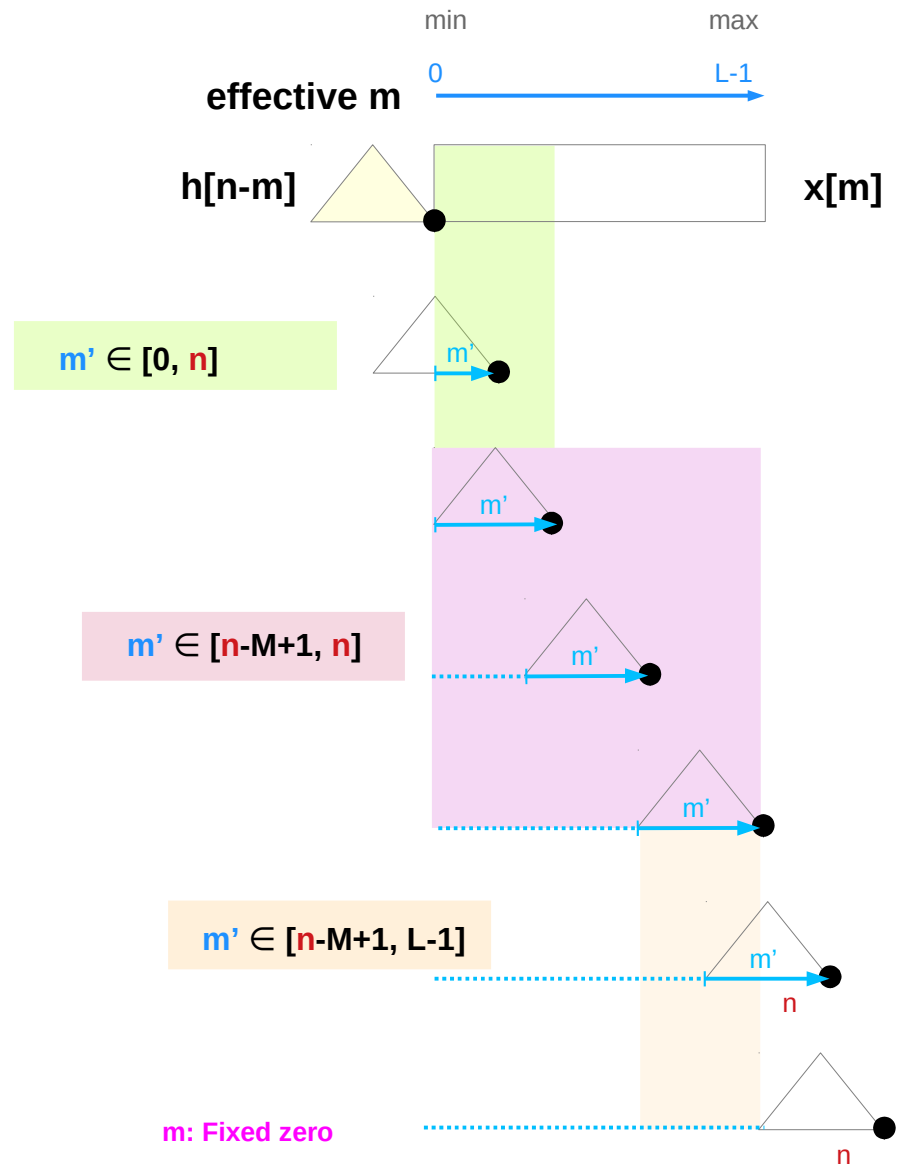 min max
0 L-1
effective m
h[n-m] x[m]
m’
m’ ∈ [0, n]
m’
m’
m’ ∈ [n-M+1, n]
m’
m’ ∈ [n-M+1, L-1]
m’
n
m: Fixed zero
n